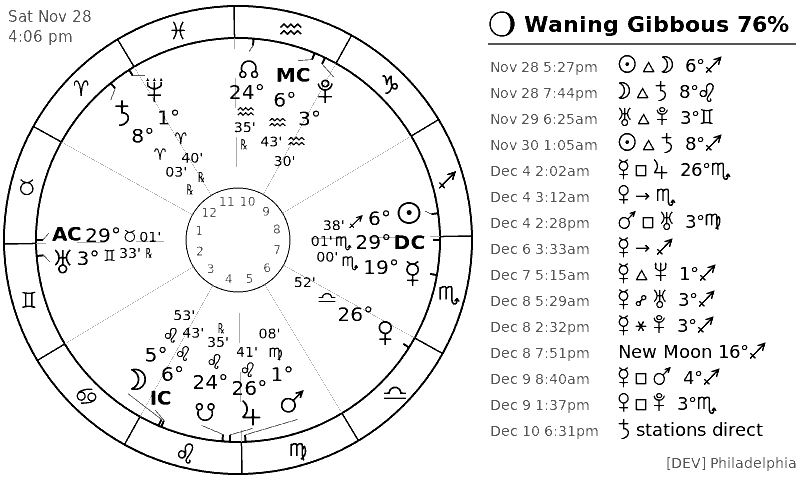 Sat Nov 28
4:06 pm
☽ Waning Gibbous 76%
Nov 28 5:27pm ☉ △ ☽ 6°♐
Nov 28 7:44pm ☽ △ ♄ 8°♌
Nov 29 6:25am ♅ △ ⯓ 3°♊
Nov 30 1:05am ☉ △ ♄ 8°♐
Dec 4 2:02am ☿ □ ♃ 26°♏
Dec 4 3:12am ♀ → ♏
Dec 4 2:28pm ♂ □ ♅ 3°♍
Dec 6 3:33am ☿ → ♐
Dec 7 5:15am ☿ △ ♆ 1°♐
Dec 8 5:29am ☿ ☍ ♅ 3°♐
Dec 8 2:32pm ☿ ⚹ ⯓ 3°♐
Dec 8 7:51pm New Moon 16°♐
Dec 9 8:40am ☿ □ ♂ 4°♐
Dec 9 1:37pm ♀ □ ⯓ 3°♏
Dec 10 6:31pm ♄ stations direct
[DEV] Philadelphia
♓
♒
♑
♐
♏
♎
♍
♌
♋
♊
♉
♈
☊ 24° ♒ 35' ℞
MC 6° ♒ 43'
⯓ 3° ♒ 30'
♆ 1° ♈ 40' ℞
♄ 8° ♈ 03' ℞
AC 29° ♉ 01'
♅ 3° ♊ 33' ℞
☽ 5° ♌ 53'
IC 6° ♌ 43'
☋ 24° ♌ 35' ℞
♃ 26° ♌ 41'
♂ 1° ♍ 08'
♀ 26° ♎ 52'
☿ 19° ♏ 00'
DC 29° ♏ 01'
☉ 6° ♐ 38'
1
2
3
4
5
6
7
8
9
10
11
12